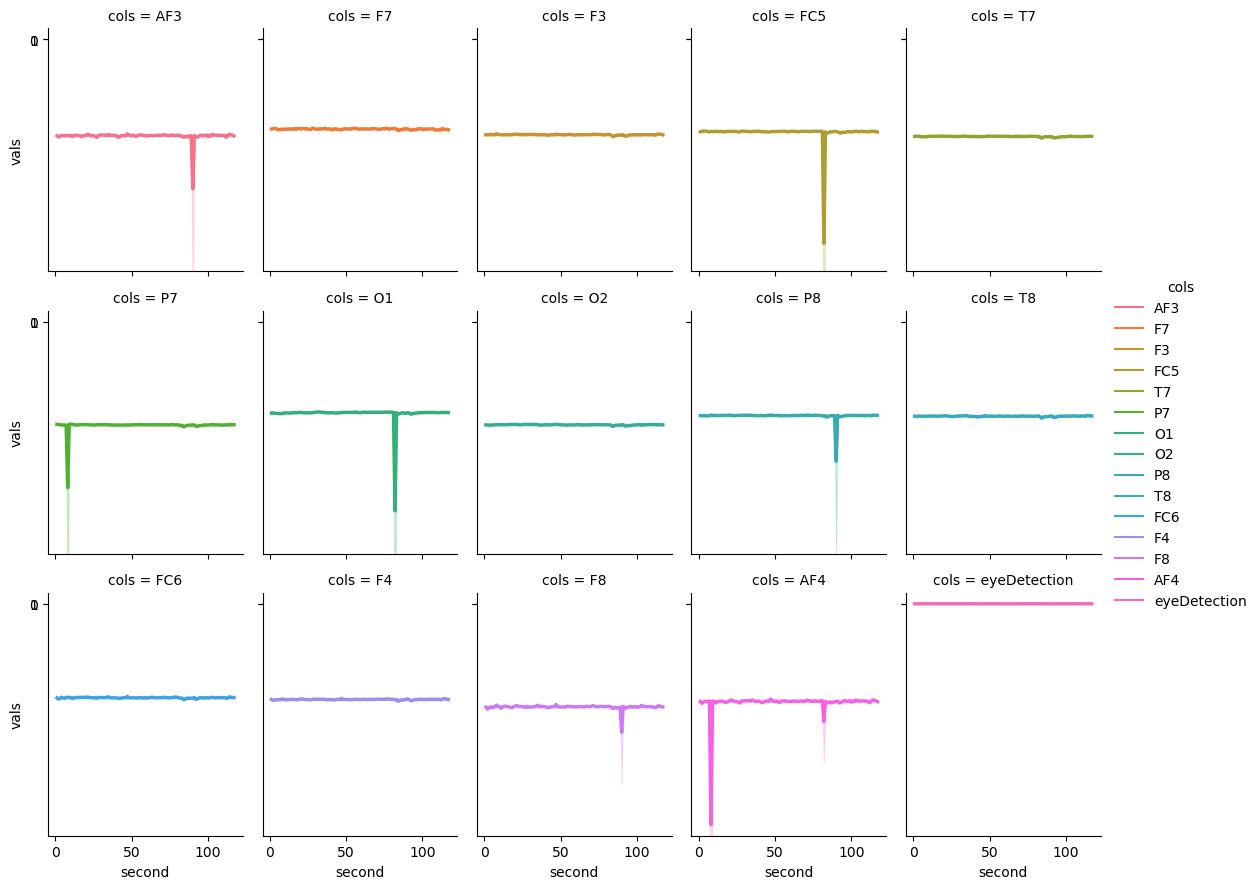 cols = AF3
cols = F7
cols = F3
cols = FC5
cols = T7
vals
cols = P7
cols = O1
cols = O2
cols = P8
cols = T8
vals
cols = FC6
cols = F4
cols = F8
cols = AF4
cols = eyeDetection
vals
0 50 100
0 50 100
0 50 100
0 50 100
0 50 100
second
second
second
second
second
cols
AF3
F7
F3
FC5
T7
P7
O1
O2
P8
T8
FC6
F4
F8
AF4
eyeDetection